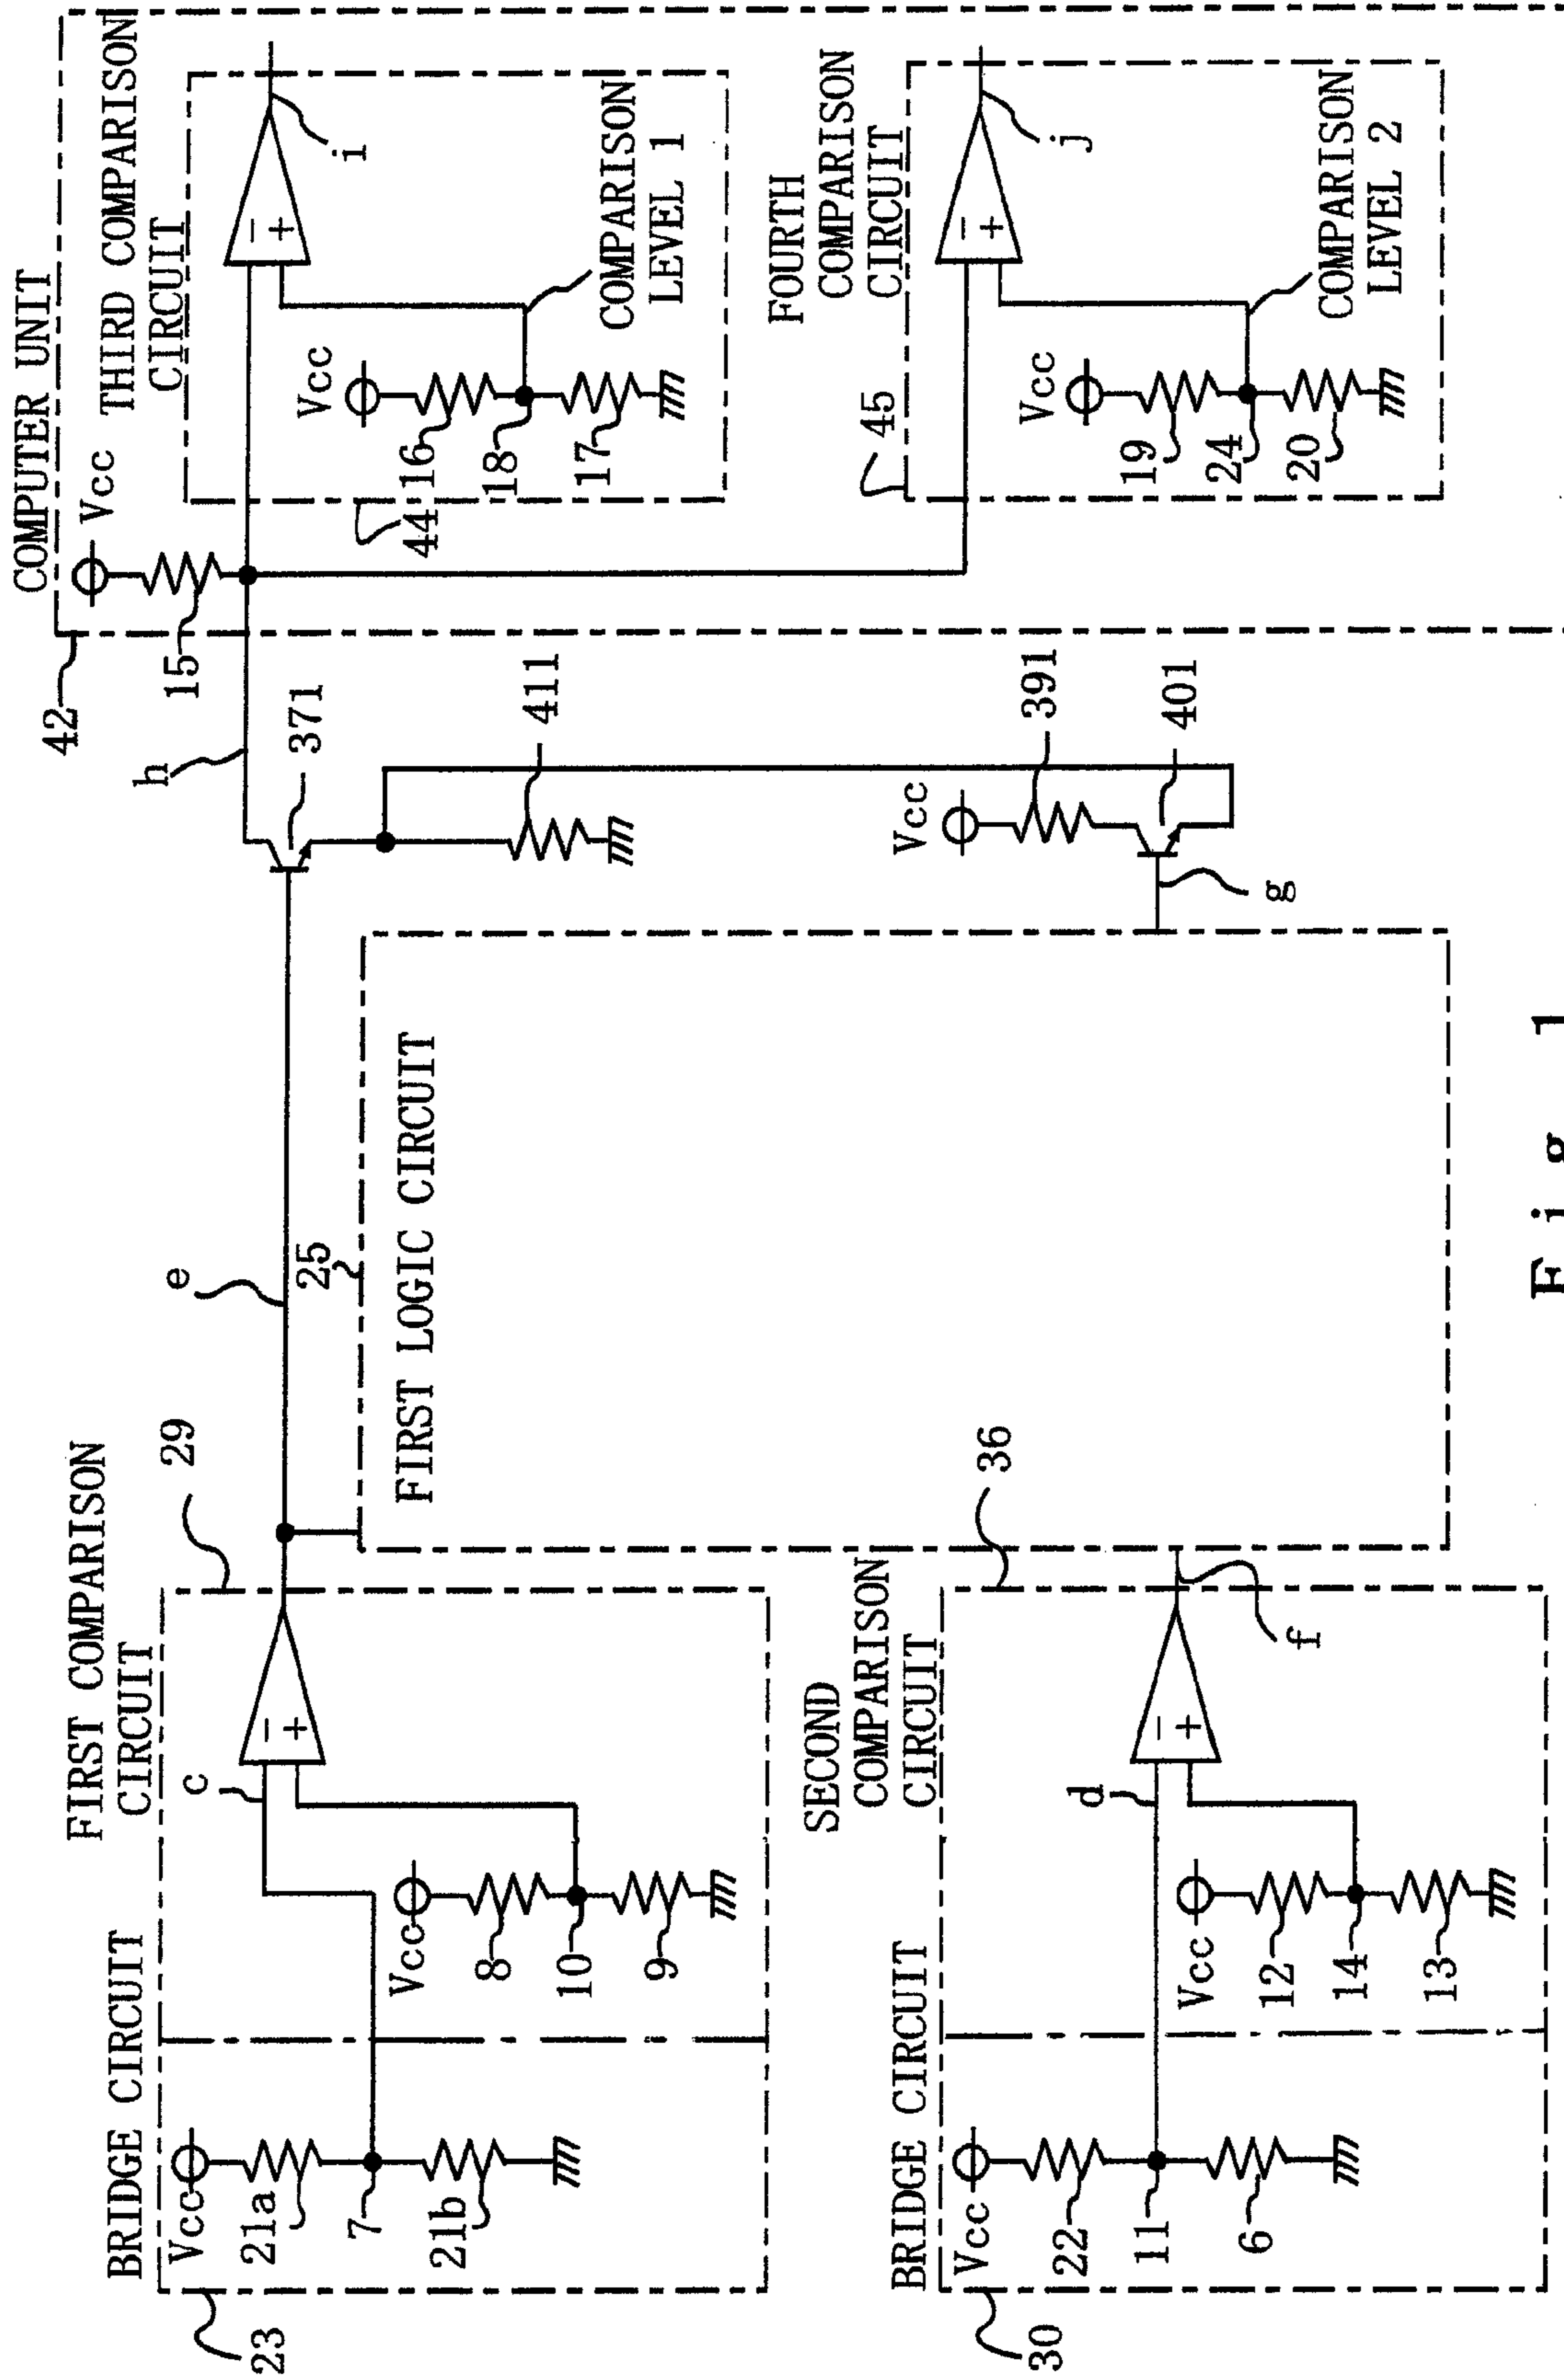 COMPUTER UNIT
42
Vcc
15
h
THIRD COMPARISON
CIRCUIT
44
−
+
i
Vcc
16
18
17
COMPARISON
LEVEL 1
FOURTH
COMPARISON
CIRCUIT
45
−
+
j
Vcc
19
24
20
COMPARISON
LEVEL 2
371
411
Vcc
391
401
g
e
25
FIRST LOGIC CIRCUIT
FIRST COMPARISON
CIRCUIT
29
c
−
+
Vcc
8
10
9
BRIDGE CIRCUIT
Vcc
21a
7
21b
23
SECOND
COMPARISON
CIRCUIT
36
d
−
+
f
Vcc
12
14
13
BRIDGE CIRCUIT
Vcc
22
11
6
30
Fig. 1